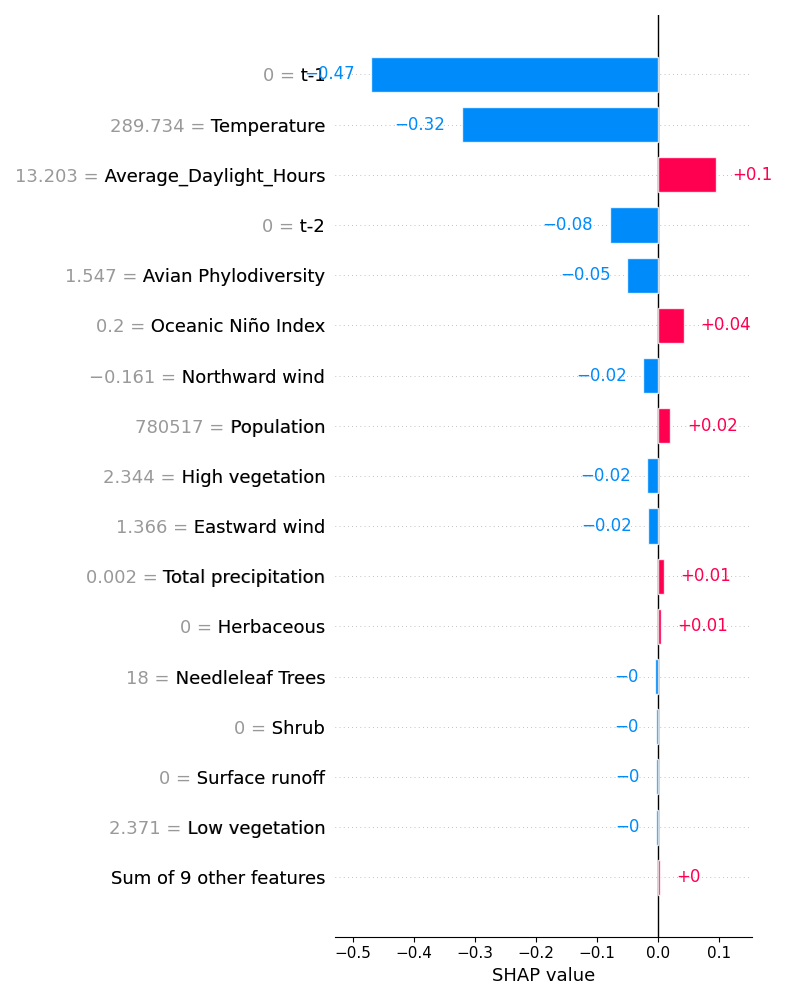 0 = t-1 −0.47
289.734 = Temperature −0.32
13.203 = Average_Daylight_Hours +0.1
0 = t-2 −0.08
1.547 = Avian Phylodiversity −0.05
0.2 = Oceanic Niño Index +0.04
−0.161 = Northward wind −0.02
780517 = Population +0.02
2.344 = High vegetation −0.02
1.366 = Eastward wind −0.02
0.002 = Total precipitation +0.01
0 = Herbaceous +0.01
18 = Needleleaf Trees −0
0 = Shrub −0
0 = Surface runoff −0
2.371 = Low vegetation −0
Sum of 9 other features +0
−0.5 −0.4 −0.3 −0.2 −0.1 0.0 0.1
SHAP value